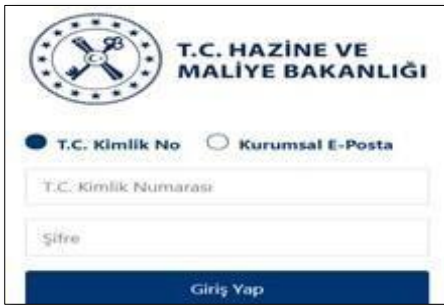 T.C. HAZİNE VE
MALİYE BAKANLIĞI
T.C. Kimlik No Kurumsal E-Posta
T.C. Kimlik Numarası
Şifre
Giriş Yap